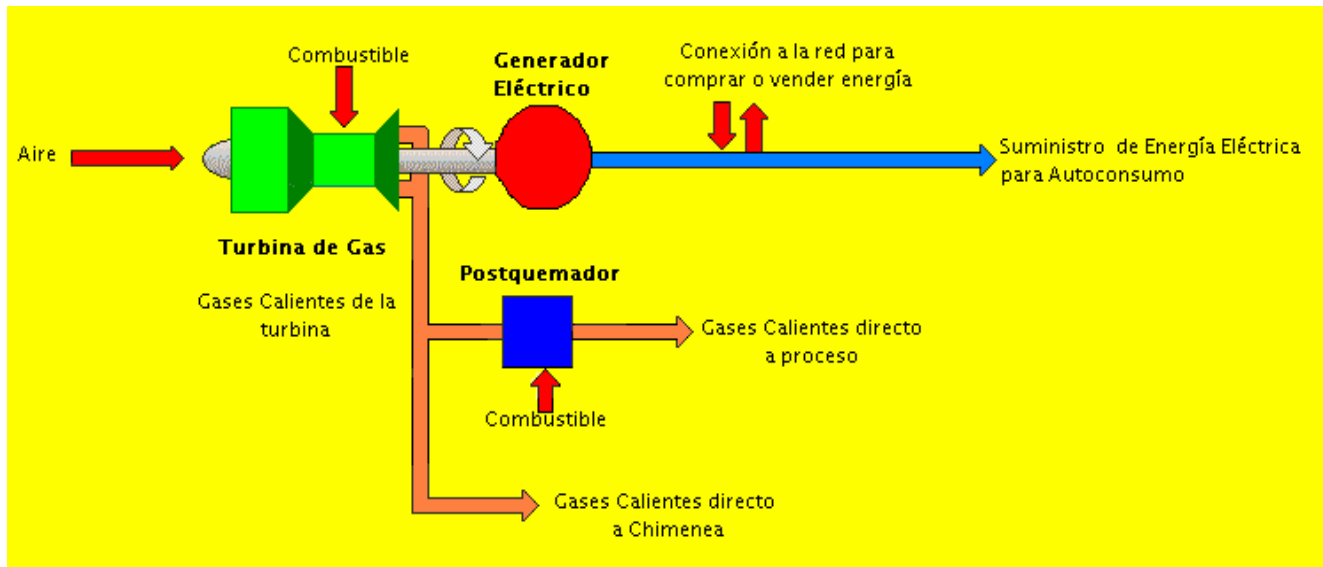 Combustible
Generador
Eléctrico
Conexión a la red para
comprar o vender energía
Aire
Suministro de Energía Eléctrica
para Autoconsumo
Turbina de Gas
Postquemador
Gases Calientes de la
turbina
Gases Calientes directo
a proceso
Combustible
Gases Calientes directo
a Chimenea